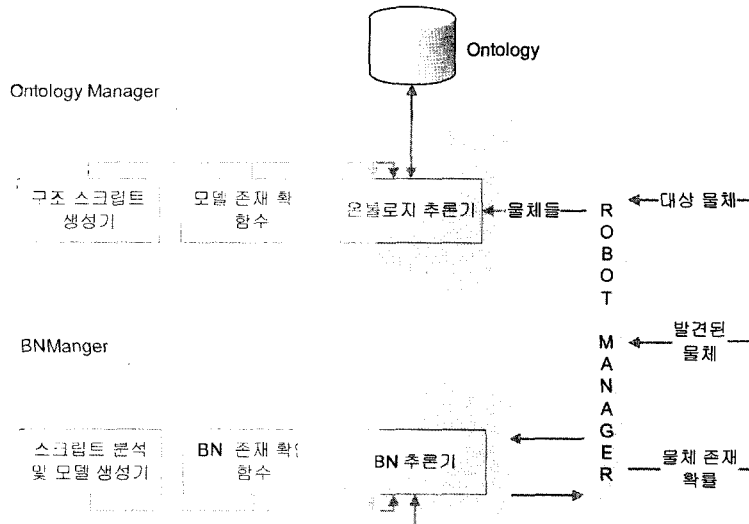 Ontology
Ontology Manager
구조 스크립트
생성기
모델 존재 확
함수
온톨로지 추론기
물체들
ROBOT MANAGER
대상 물체
발견된
물체
BNManger
스크립트 분석
및 모델 생성기
BN 존재 확인
함수
BN 추론기
물체 존재
확률